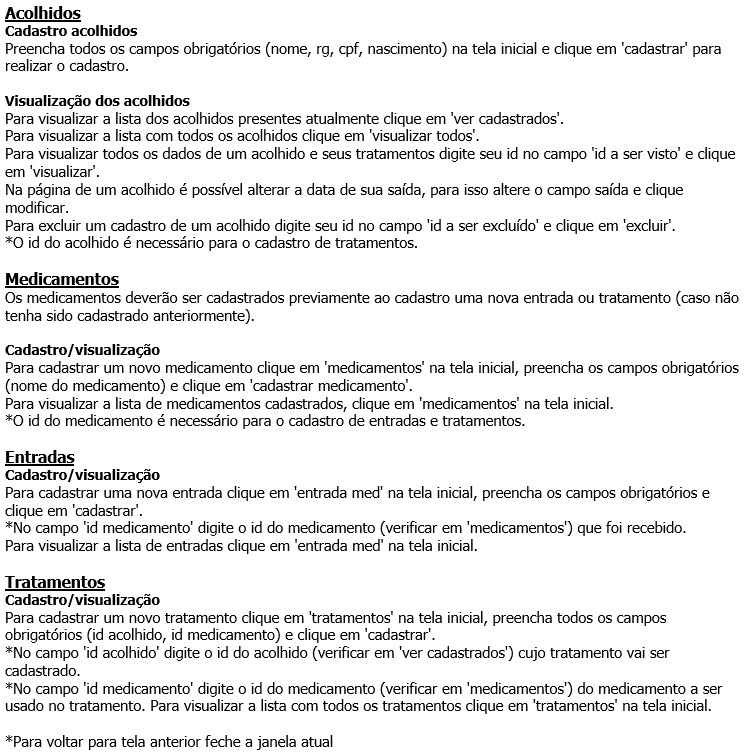 Acolhidos
Cadastro acolhidos
Preencha todos os campos obrigatórios (nome, rg, cpf, nascimento) na tela inicial e clique em 'cadastrar' para
realizar o cadastro.
Visualização dos acolhidos
Para visualizar a lista dos acolhidos presentes atualmente clique em 'ver cadastrados'.
Para visualizar a lista com todos os acolhidos clique em 'visualizar todos'.
Para visualizar todos os dados de um acolhido e seus tratamentos digite seu id no campo 'id a ser visto' e clique
em 'visualizar'.
Na página de um acolhido é possível alterar a data de sua saída, para isso altere o campo saída e clique
modificar.
Para excluir um cadastro de um acolhido digite seu id no campo 'id a ser excluído' e clique em 'excluir'.
*O id do acolhido é necessário para o cadastro de tratamentos.
Medicamentos
Os medicamentos deverão ser cadastrados previamente ao cadastro uma nova entrada ou tratamento (caso não
tenha sido cadastrado anteriormente).
Cadastro/visualização
Para cadastrar um novo medicamento clique em 'medicamentos' na tela inicial, preencha os campos obrigatórios
(nome do medicamento) e clique em 'cadastrar medicamento'.
Para visualizar a lista de medicamentos cadastrados, clique em 'medicamentos' na tela inicial.
*O id do medicamento é necessário para o cadastro de entradas e tratamentos.
Entradas
Cadastro/visualização
Para cadastrar uma nova entrada clique em 'entrada med' na tela inicial, preencha os campos obrigatórios e
clique em 'cadastrar'.
*No campo 'id medicamento' digite o id do medicamento (verificar em 'medicamentos') que foi recebido.
Para visualizar a lista de entradas clique em 'entrada med' na tela inicial.
Tratamentos
Cadastro/visualização
Para cadastrar um novo tratamento clique em 'tratamentos' na tela inicial, preencha todos os campos
obrigatórios (id acolhido, id medicamento) e clique em 'cadastrar'.
*No campo 'id acolhido' digite o id do acolhido (verificar em 'ver cadastrados') cujo tratamento vai ser
cadastrado.
*No campo 'id medicamento' digite o id do medicamento (verificar em 'medicamentos') do medicamento a ser
usado no tratamento. Para visualizar a lista com todos os tratamentos clique em 'tratamentos' na tela inicial.
*Para voltar para tela anterior feche a janela atual